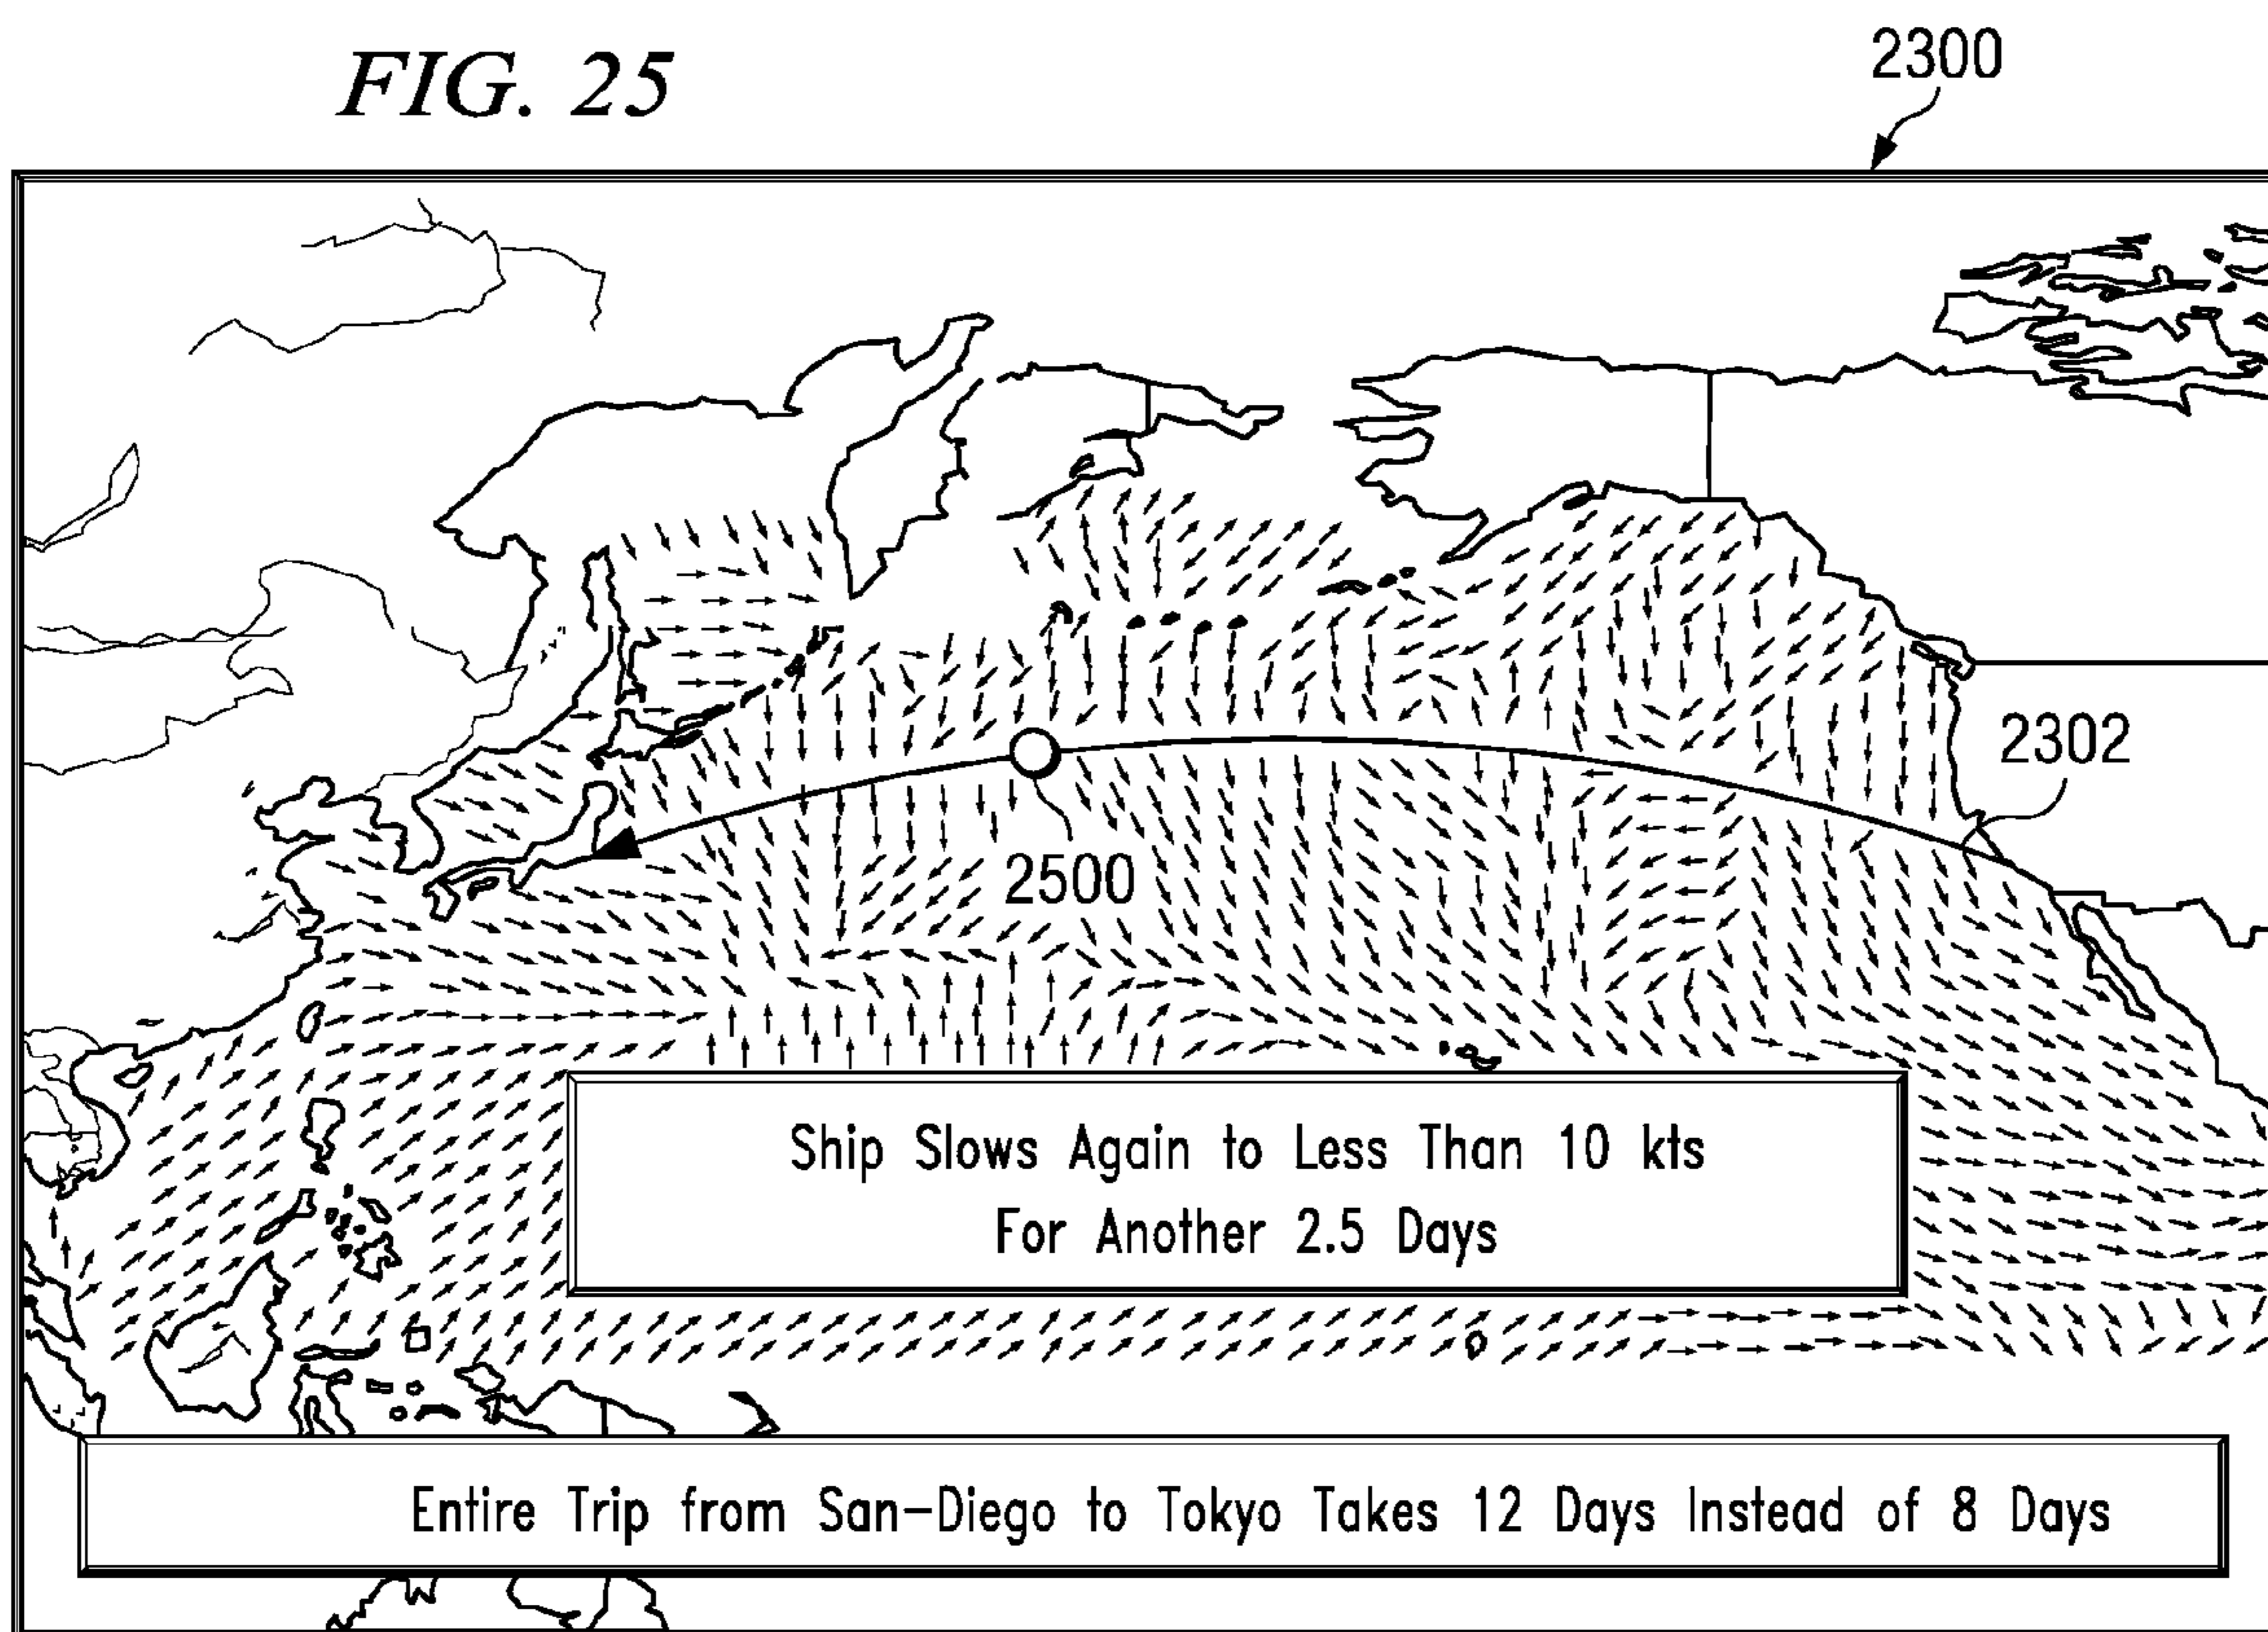 FIG. 25
2300
2302
2500
Ship Slows Again to Less Than 10 kts
For Another 2.5 Days
Entire Trip from San-Diego to Tokyo Takes 12 Days Instead of 8 Days